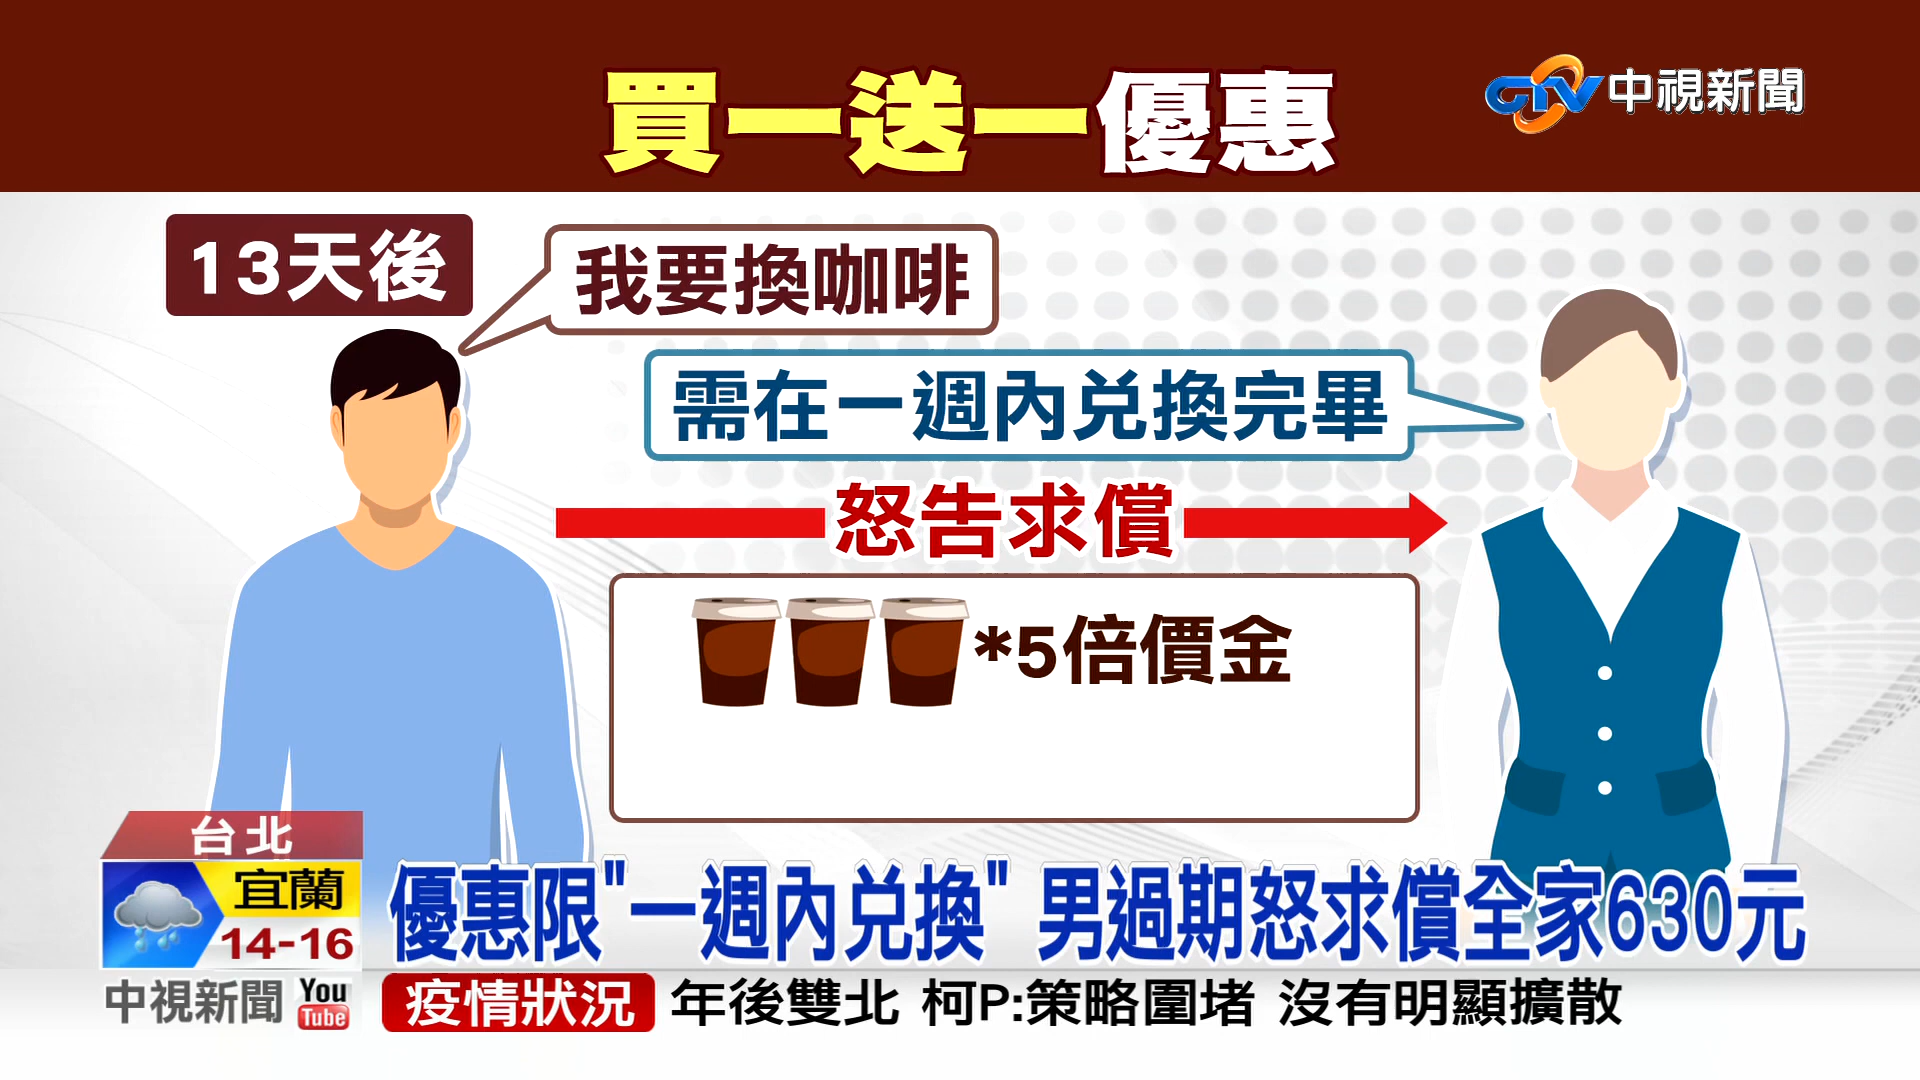 買一送一優惠
CTV中視新聞
13天後
我要換咖啡
需在一週內兌換完畢
怒告求償
*5倍價金
台北
宜蘭
14-16
優惠限"一週內兌換" 男過期怒求償全家630元
中視新聞 YouTube
疫情狀況 年後雙北 柯P:策略圍堵 沒有明顯擴散